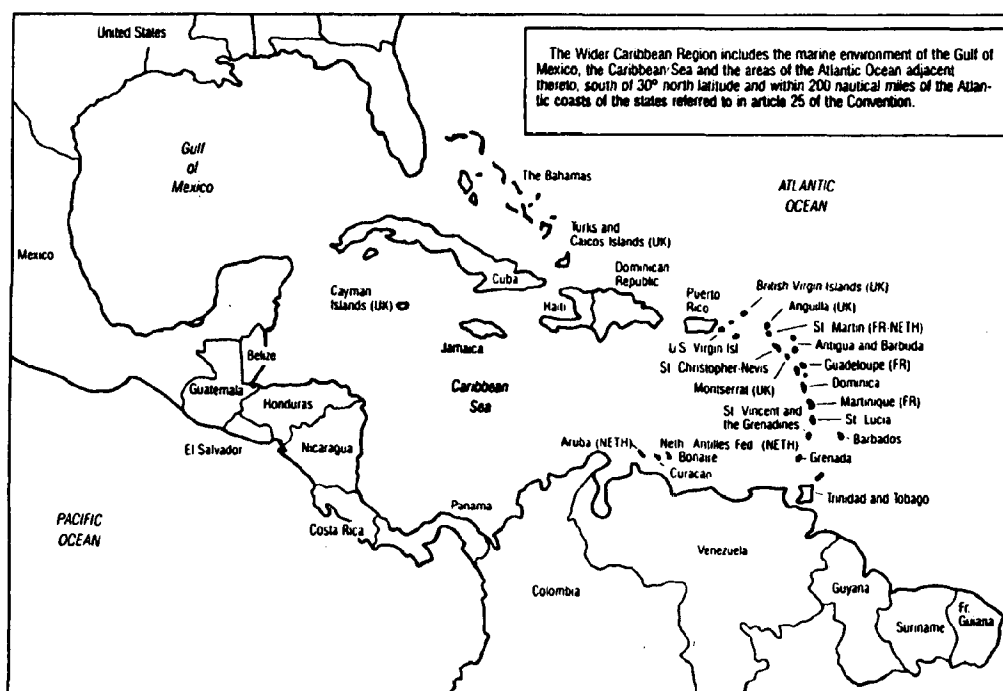 United States
The Wider Caribbean Region includes the marine environment of the Gulf of
Mexico, the Caribbean Sea and the areas of the Atlantic Ocean adjacent
thereto, south of 30° north latitude and within 200 nautical miles of the Atlan-
tic coasts of the states referred to in article 25 of the Convention.
Gulf
of
Mexico
The Bahamas
ATLANTIC
OCEAN
Turks and
Caicos Islands (UK)
Mexico
Cuba
Dominican
Republic
Cayman
Islands (UK)
Haiti
Puerto
Rico
British Virgin Islands (UK)
Anguilla (UK)
St. Martin (FR-NETH)
Jamaica
U.S. Virgin Isl
Antigua and Barbuda
Belize
St. Christopher-Nevis
Guadeloupe (FR)
Guatemala
Caribbean
Sea
Montserrat (UK)
Dominica
Honduras
Martinique (FR)
St. Vincent and
the Grenadines
St. Lucia
El Salvador
Nicaragua
Aruba (NETH)
Neth Antilles Fed (NETH)
Bonaire
Curacan
Barbados
Grenada
Panama
Trinidad and Tobago
PACIFIC
OCEAN
Costa Rica
Venezuela
Colombia
Guyana
Suriname
Fr.
Guiana